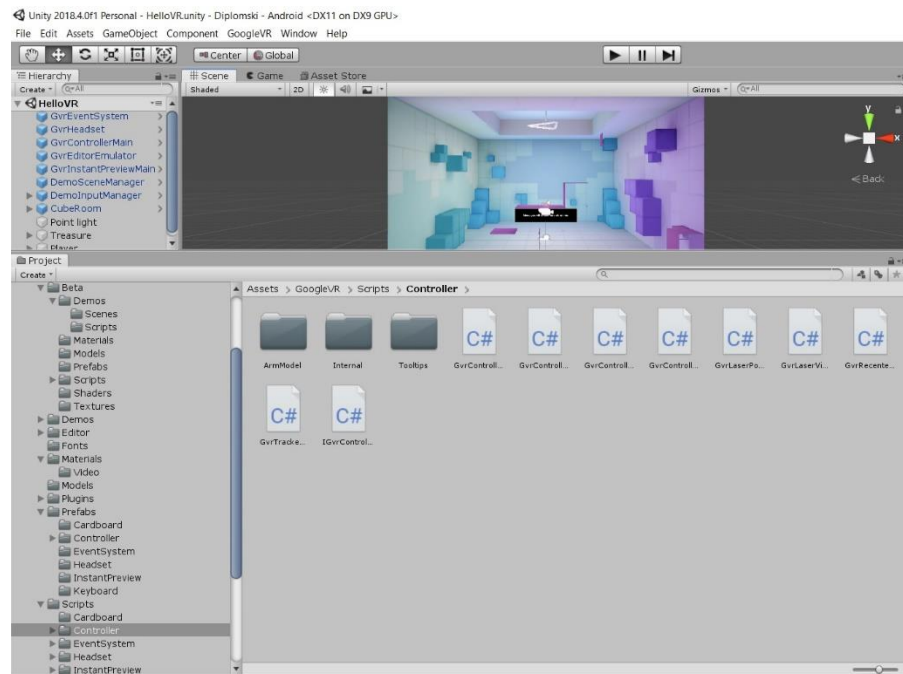 Unity 2018.4.0f1 Personal - HelloVR.unity - Diplomski - Android <DX11 on DX9 GPU>
File Edit Assets GameObject Component GoogleVR Window Help
Center Global
Hierarchy
Create
All
HelloVR
GvrEventSystem
GvrHeadset
GvrControllerMain
GvrEditorEmulator
GvrInstantPreviewMain
DemoSceneManager
DemoInputManager
CubeRoom
Point light
Treasure
Player
Scene Game Asset Store
Shaded 2D Gizmos All
y
x
Back
Project
Create
Beta
Demos
Scenes
Scripts
Materials
Models
Prefabs
Scripts
Shaders
Textures
Demos
Editor
Fonts
Materials
Video
Models
Plugins
Prefabs
Cardboard
Controller
EventSystem
Headset
InstantPreview
Keyboard
Scripts
Cardboard
Controller
EventSystem
Headset
InstantPreview
Assets > GoogleVR > Scripts > Controller >
C# C# C# C# C# C# C#
ArmModel Internal Tooltips GvrControll... GvrControll... GvrControll... GvrControll... GvrLaserPo... GvrLaserVi... GvrRecente...
C# C#
GvrTracke... IGvrControl...